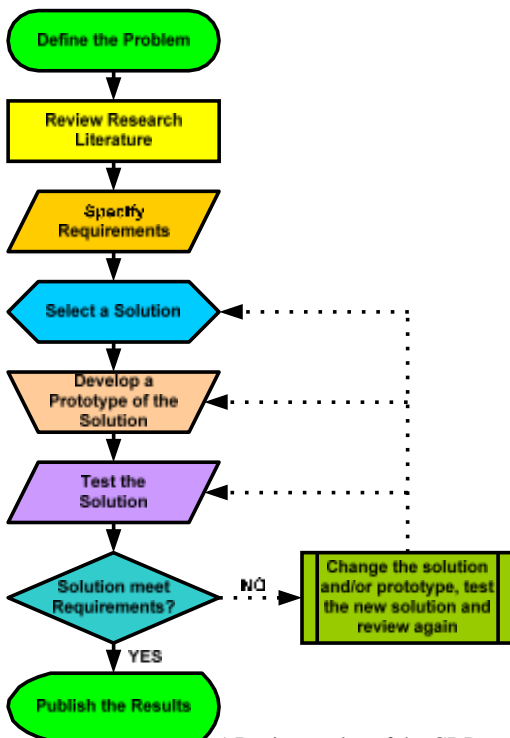 Define the Problem
Review Research
Literature
Specify
Requirements
Select a Solution
Develop a
Prototype of the
Solution
Test the
Solution
Solution meet
Requirements?
NO
Change the solution
and/or prototype, test
the new solution and
review again
YES
Publish the Results